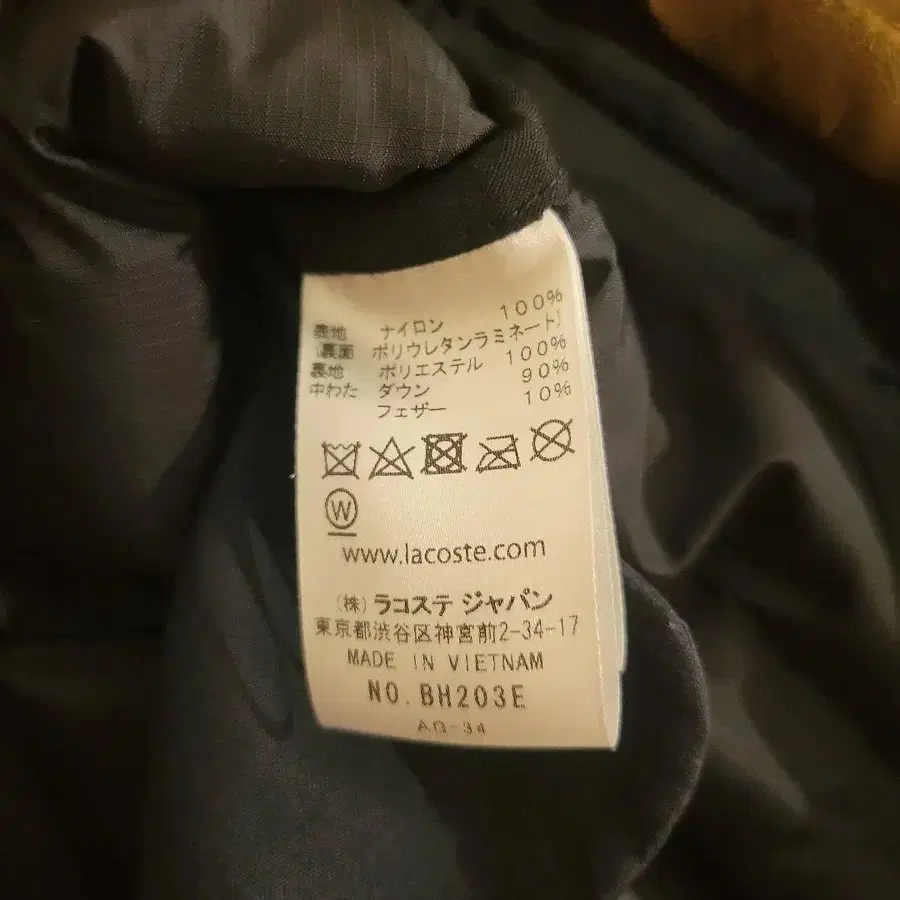 表地 ナイロン 100%
(裏面 ポリウレタンラミネート)
裏地 ポリエステル 100%
中わた ダウン 90%
フェザー 10%
W
www.lacoste.com
(株) ラコステ ジャパン
東京都渋谷区神宮前2-34-17
MADE IN VIETNAM
NO. BH203E
AG-34